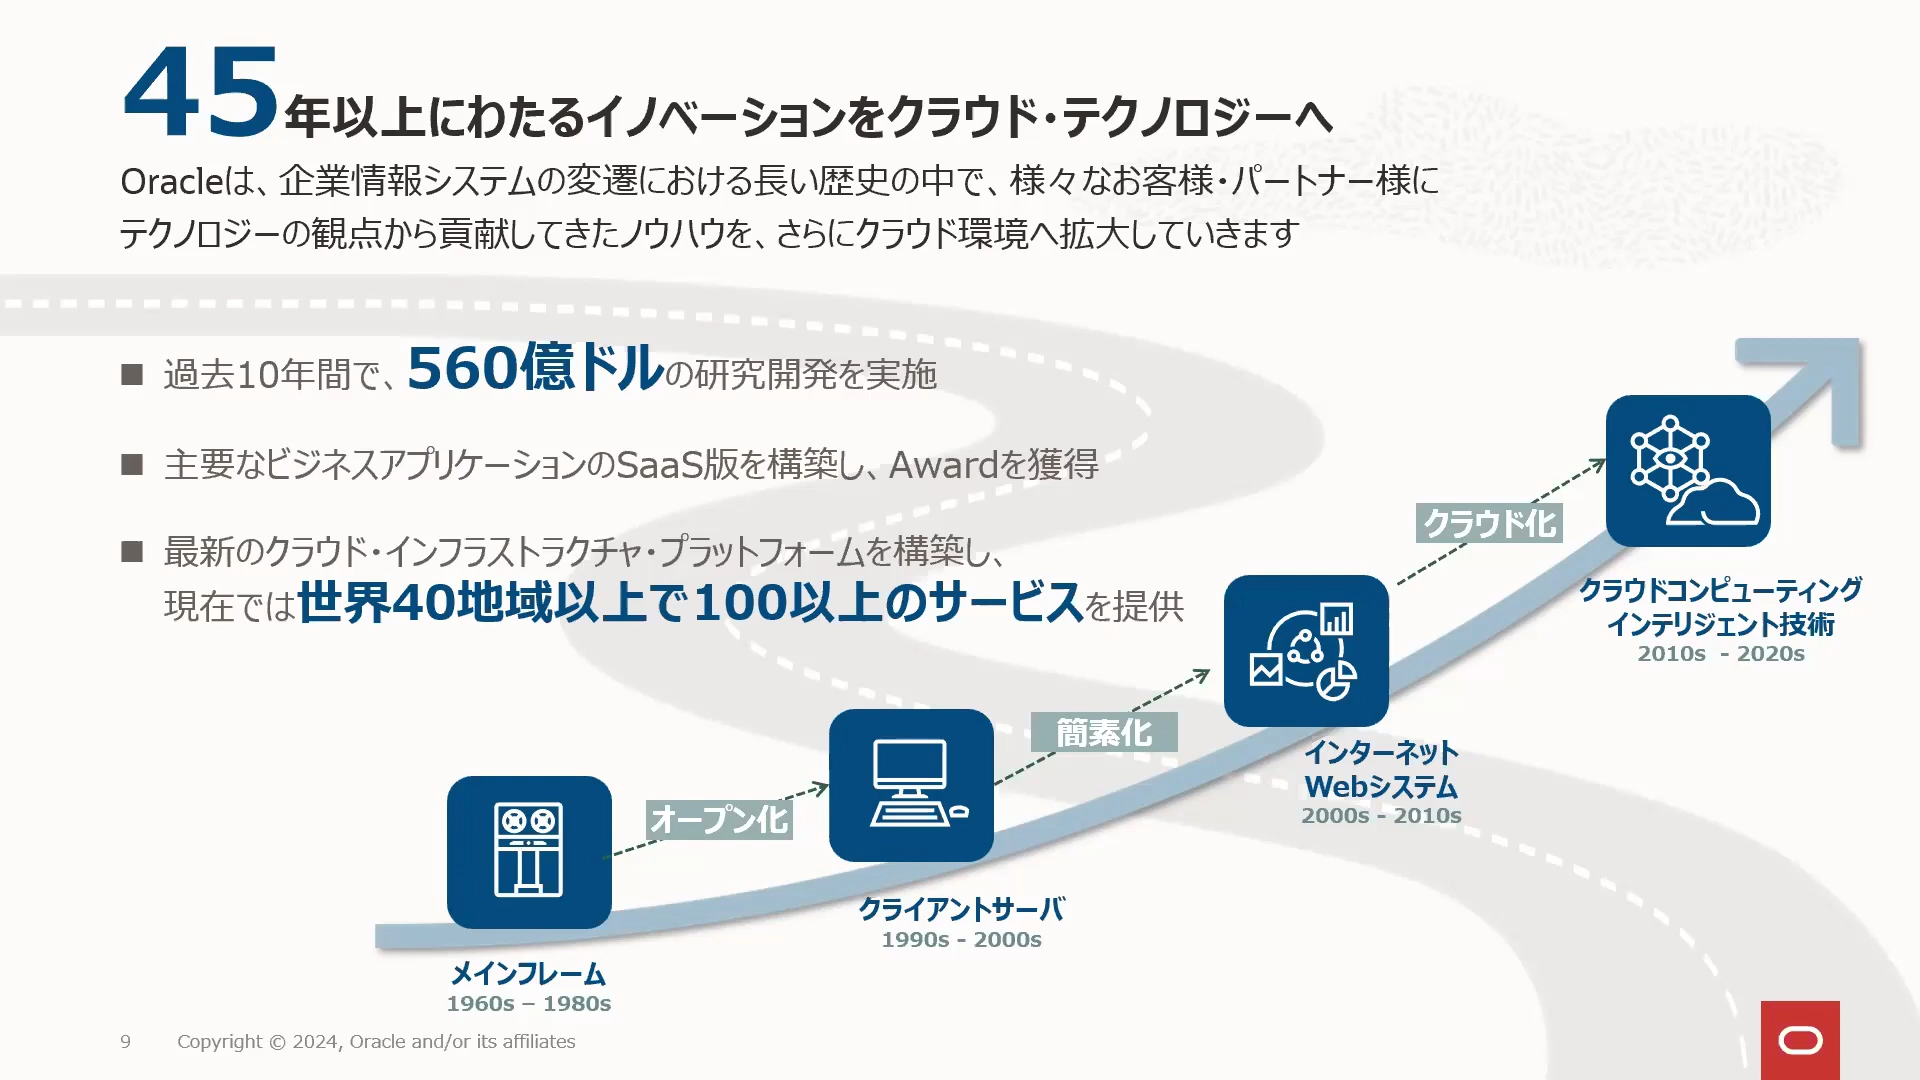 45年以上にわたるイノベーションをクラウド・テクノロジーへ
Oracleは、企業情報システムの変遷における長い歴史の中で、様々なお客様・パートナー様に
テクノロジーの観点から貢献してきたノウハウを、さらにクラウド環境へ拡大していきます
■ 過去10年間で、560億ドルの研究開発を実施
■ 主要なビジネスアプリケーションのSaaS版を構築し、Awardを獲得
■ 最新のクラウド・インフラストラクチャ・プラットフォームを構築し、
現在では世界40地域以上で100以上のサービスを提供
メインフレーム
1960s – 1980s
オープン化
クライアントサーバ
1990s - 2000s
簡素化
インターネット
Webシステム
2000s - 2010s
クラウド化
クラウドコンピューティング
インテリジェント技術
2010s - 2020s
9 Copyright © 2024, Oracle and/or its affiliates